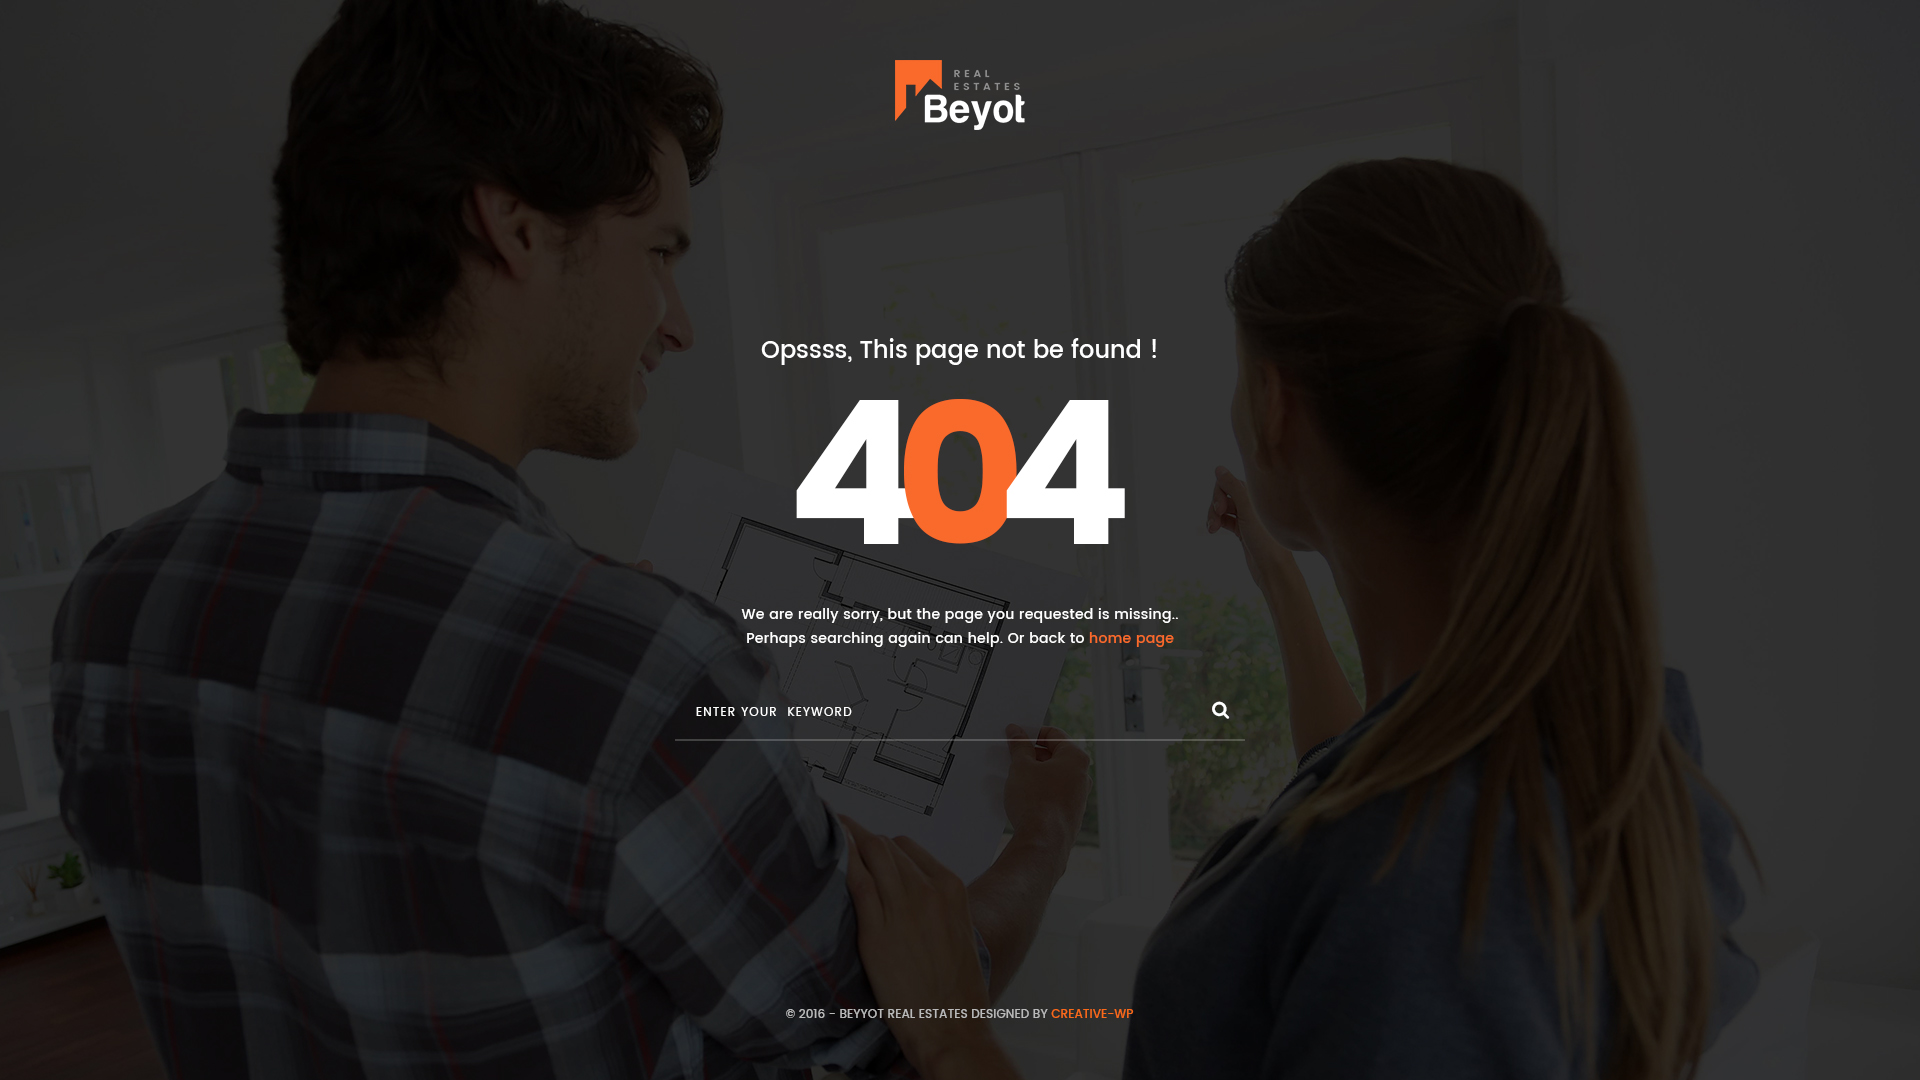 REAL
ESTATES
Beyot
Opssss, This page not be found !
404
We are really sorry, but the page you requested is missing..
Perhaps searching again can help. Or back to home page
ENTER YOUR  KEYWORD
© 2016 - BEYYOT REAL ESTATES DESIGNED BY CREATIVE-WP